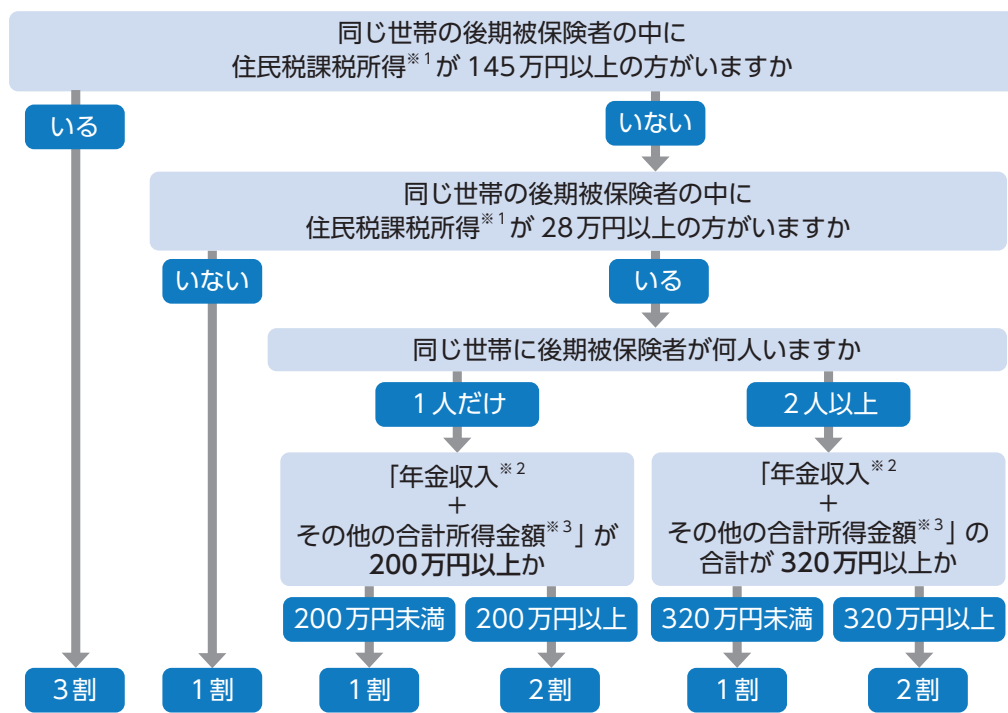 同じ世帯の後期被保険者の中に
住民税課税所得※1が 145万円以上の方がいますか
いる
いない
同じ世帯の後期被保険者の中に
住民税課税所得※1が 28万円以上の方がいますか
いない
いる
同じ世帯に後期被保険者が何人いますか
1人だけ
2人以上
「年金収入※2
+
その他の合計所得金額※3」が
200万円以上か
「年金収入※2
+
その他の合計所得金額※3」の
合計が 320万円以上か
200万円未満
200万円以上
320万円未満
320万円以上
3割
1割
1割
2割
1割
2割